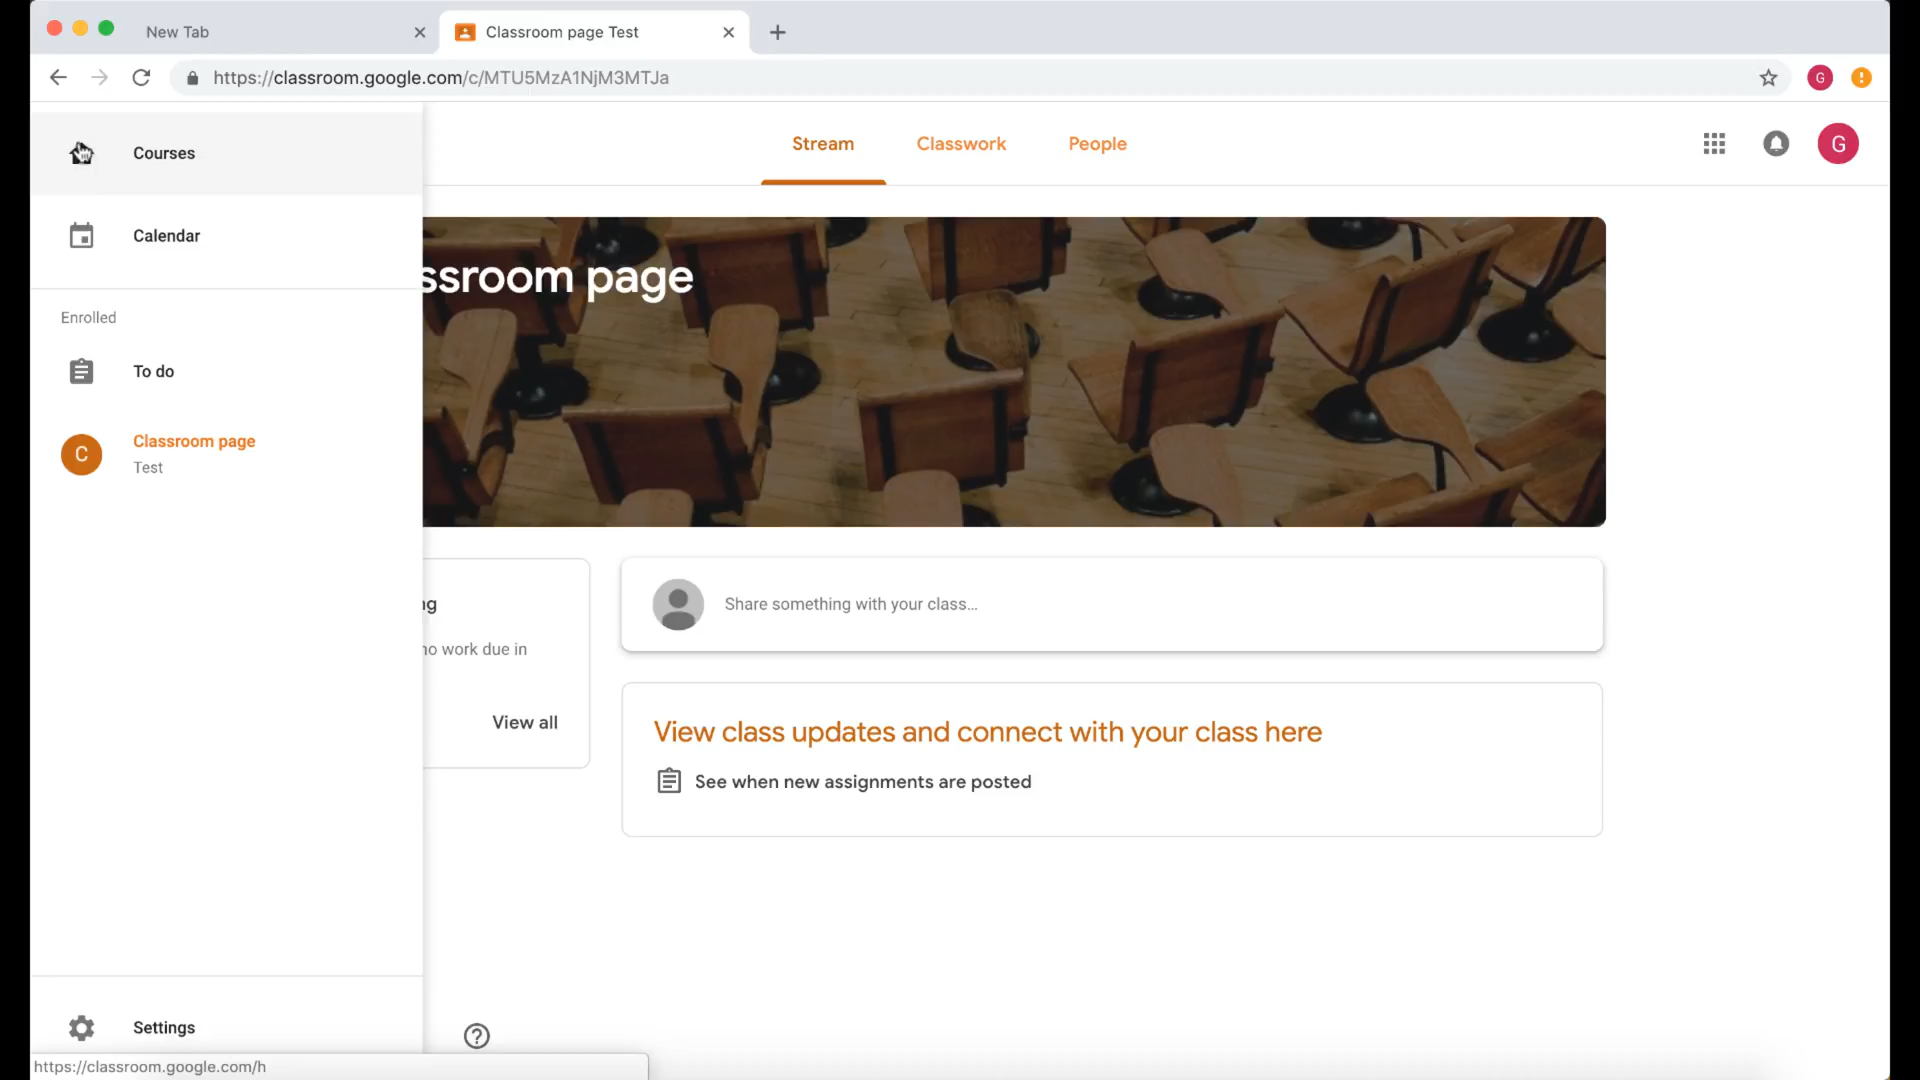 New Tab
Classroom page Test
https://classroom.google.com/c/MTU5MzA1NjM3MTJa
G
Courses
Stream
Classwork
People
G
Calendar
ssroom page
Enrolled
To do
C
Classroom page
Test
ng
Share something with your class...
no work due in
View all
View class updates and connect with your class here
See when new assignments are posted
Settings
https://classroom.google.com/h